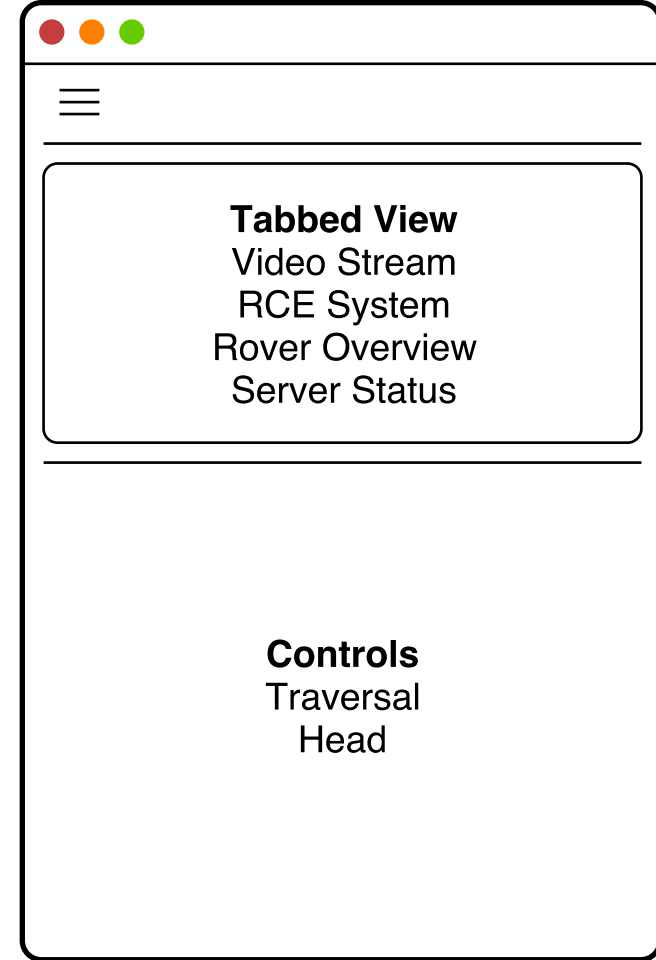 Tabbed View
Video Stream
RCE System
Rover Overview
Server Status
Controls
Traversal
Head